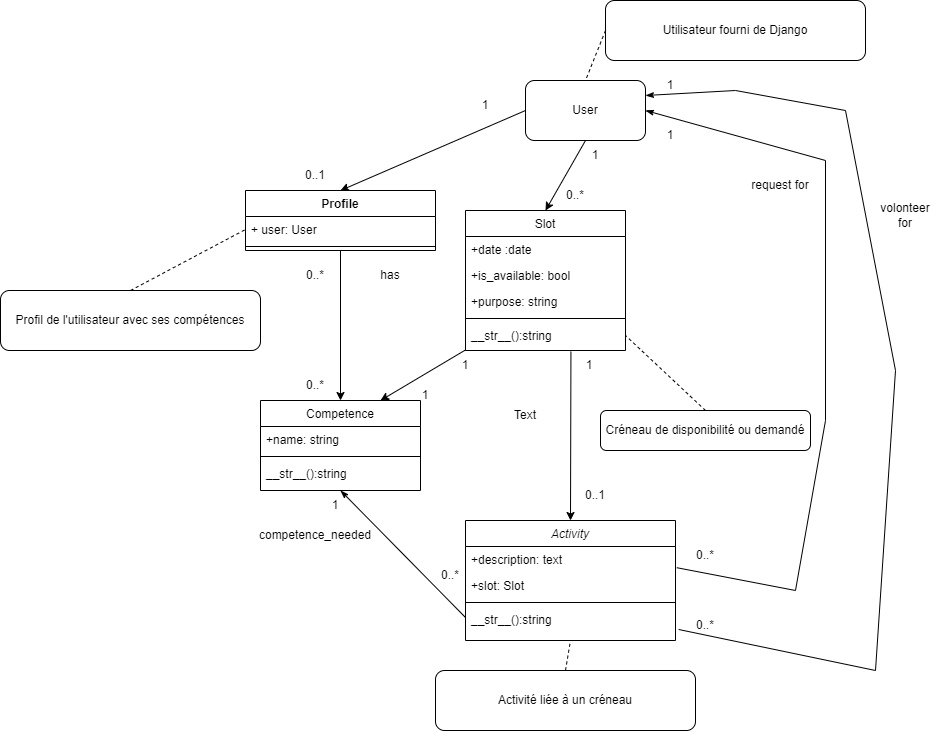 Utilisateur fourni de Django
User
1
1
1
1
0..1
0..*
request for
volonteer
for
Profile
+ user: User
Slot
+date :date
+is_available: bool
+purpose: string
__str__():string
0..*
has
Profil de l'utilisateur avec ses compétences
1
1
1
0..*
Competence
+name: string
__str__():string
Text
Créneau de disponibilité ou demandé
0..1
1
competence_needed
Activity
+description: text
+slot: Slot
__str__():string
0..*
0..*
0..*
Activité liée à un créneau